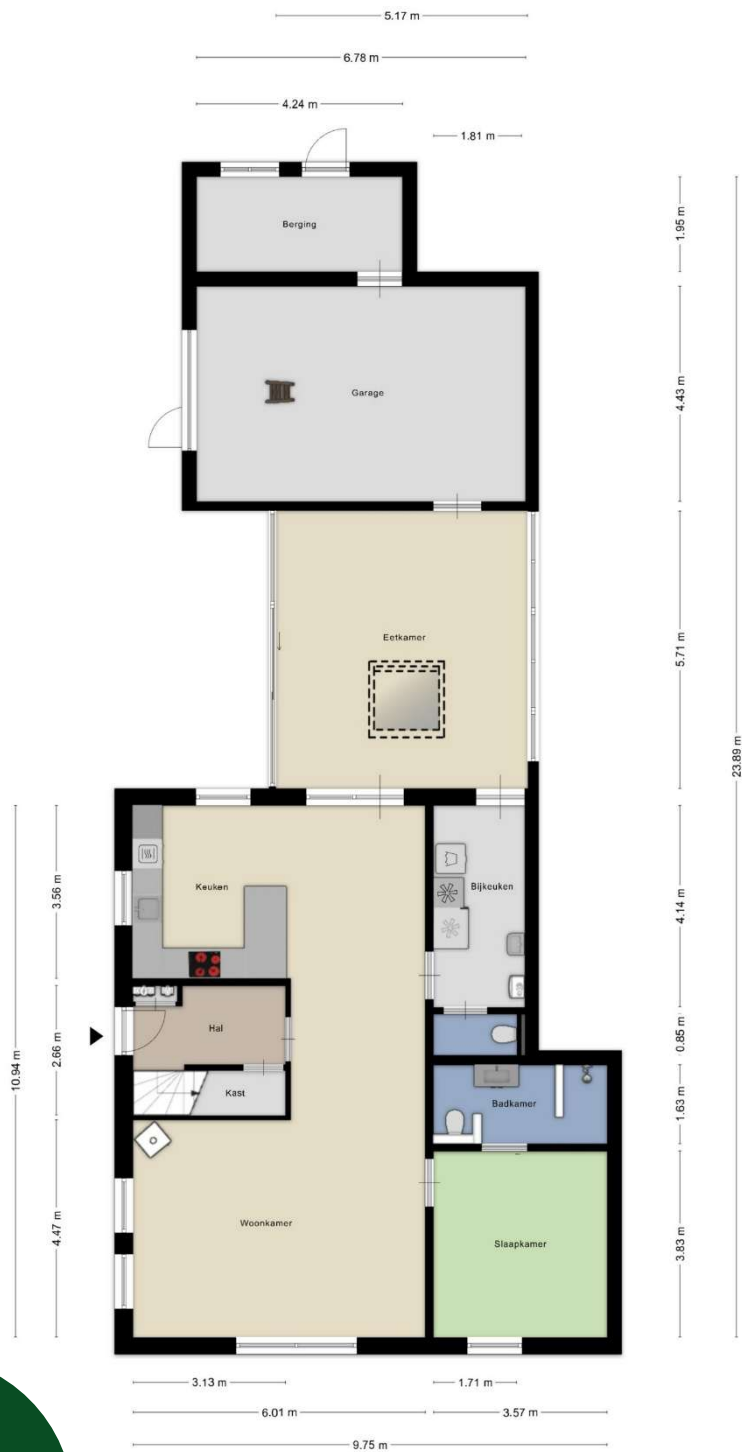 5.17 m
6.78 m
4.24 m
1.81 m
Berging
1.95 m
Garage
4.43 m
Eetkamer
5.71 m
23.89 m
Keuken
3.56 m
Bijkeuken
4.14 m
Hal
2.66 m
0.85 m
10.94 m
Kast
Badkamer
1.63 m
Woonkamer
4.47 m
Slaapkamer
3.83 m
3.13 m
1.71 m
6.01 m
3.57 m
9.75 m